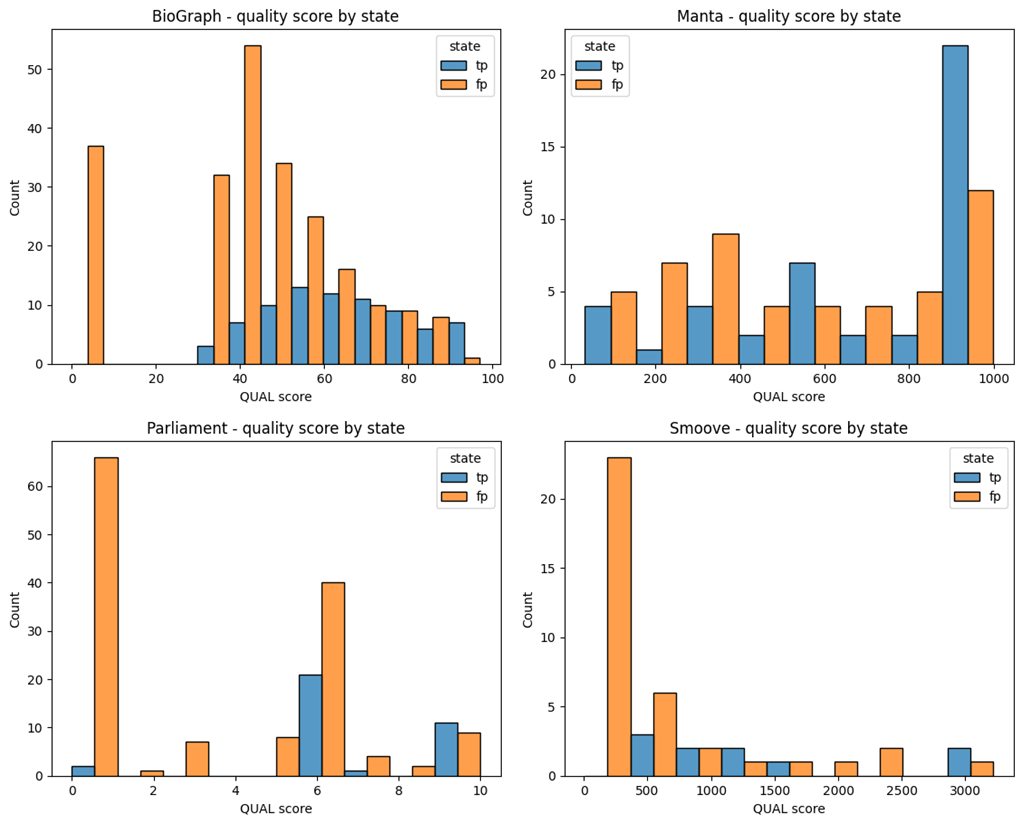 BioGraph - quality score by state
state
tp
fp
Count
50
40
30
20
10
0
0 20 40 60 80 100
QUAL score
Manta - quality score by state
state
tp
fp
Count
20
15
10
5
0
0 200 400 600 800 1000
QUAL score
Parliament - quality score by state
state
tp
fp
Count
60
50
40
30
20
10
0
0 2 4 6 8 10
QUAL score
Smoove - quality score by state
state
tp
fp
Count
20
15
10
5
0
0 500 1000 1500 2000 2500 3000
QUAL score